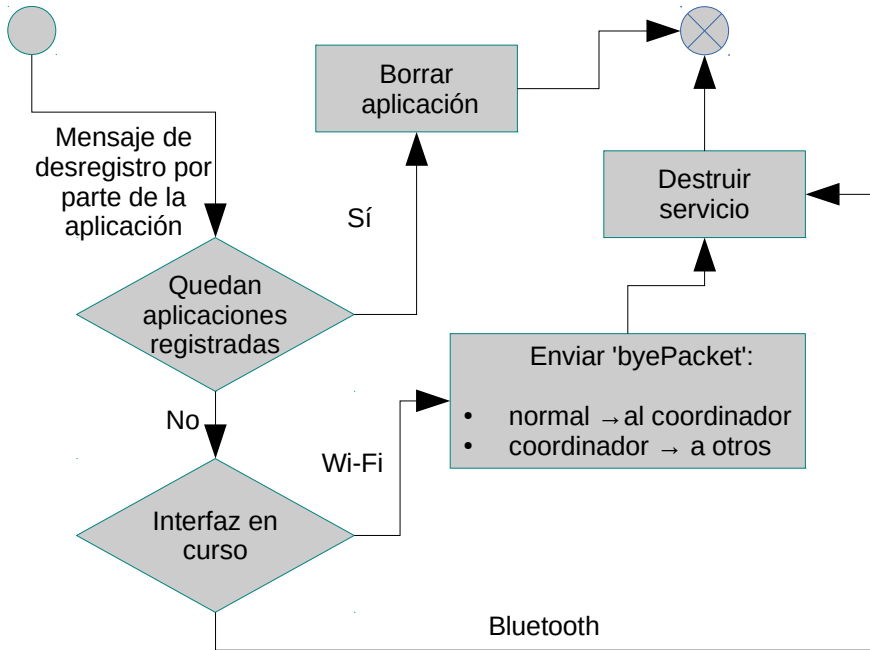 Borrar
aplicación
Mensaje de
desregistro por
parte de la
aplicación
Destruir
servicio
Sí
Quedan
aplicaciones
registradas
Enviar 'byePacket':
• normal →al coordinador
• coordinador → a otros
No
Wi-Fi
Interfaz en
curso
Bluetooth